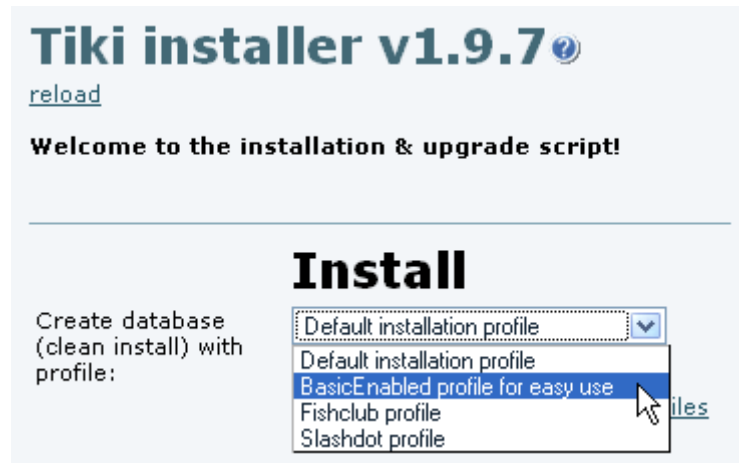 Tiki installer v1.9.7
reload
Welcome to the installation & upgrade script!
Install
Create database
(clean install) with
profile:
Default installation profile
Default installation profile
BasicEnabled profile for easy use
Fishclub profile
Slashdot profile